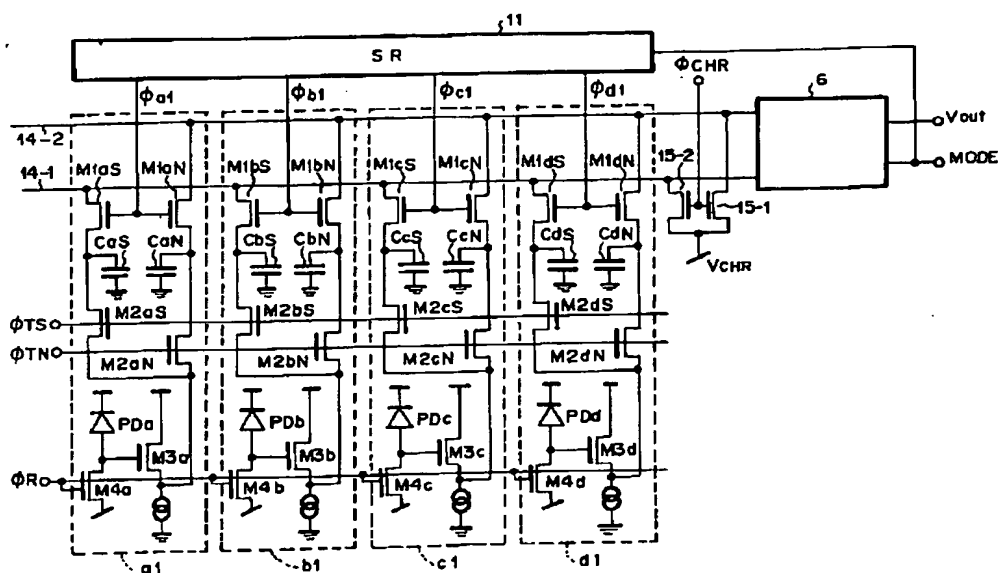 11
SR
ΦCHR
Φa1 Φb1 Φc1 Φd1
6
14-2
Vout
MODE
14-1
M1aS M1aN M1bS M1bN M1cS M1cN M1dS M1dN
15-2
15-1
CaS CaN CbS CbN CcS CcN CdS CdN
VCHR
ΦTS M2aS M2bS M2cS M2dS
ΦTN M2aN M2bN M2cN M2dN
PDa PDb PDc PDd
M3a M3b M3c M3d
ΦR M4a M4b M4c M4d
a1 b1 c1 d1